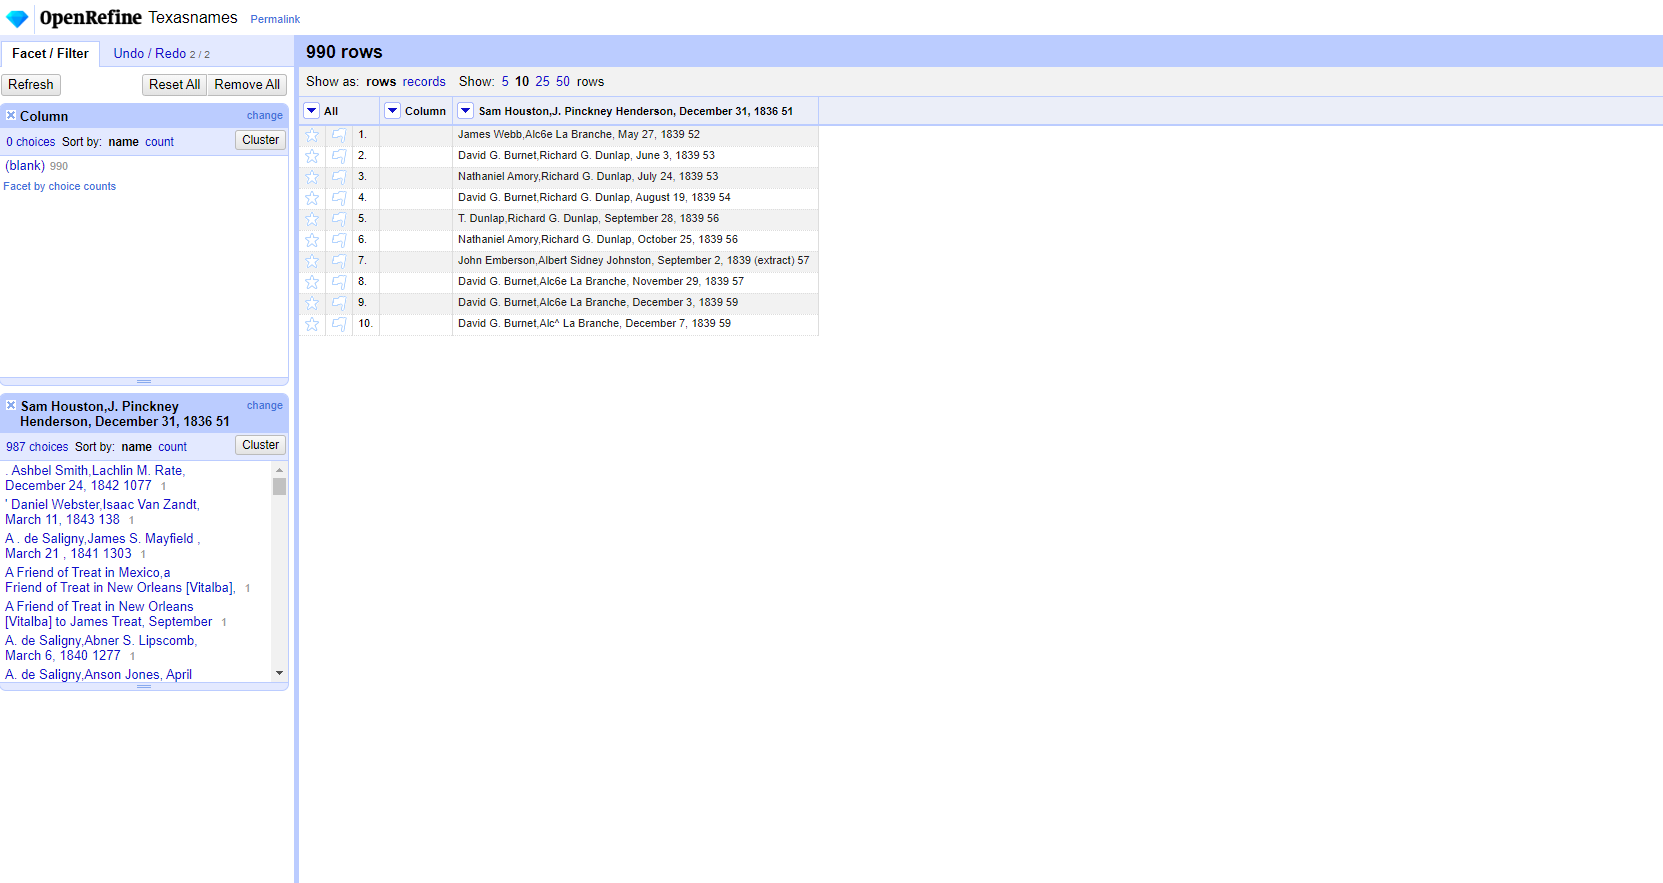 OpenRefine Texasnames Permalink
Facet / Filter Undo / Redo 2 / 2
Refresh Reset All Remove All
Column change
0 choices Sort by: name count Cluster
(blank) 990
Facet by choice counts
Sam Houston,J. Pinckney change
Henderson, December 31, 1836 51
987 choices Sort by: name count Cluster
. Ashbel Smith,Lachlin M. Rate,
December 24, 1842 1077 1
' Daniel Webster,Isaac Van Zandt,
March 11, 1843 138 1
A . de Saligny,James S. Mayfield ,
March 21 , 1841 1303 1
A Friend of Treat in Mexico,a
Friend of Treat in New Orleans [Vitalba], 1
A Friend of Treat in New Orleans
[Vitalba] to James Treat, September 1
A. de Saligny,Abner S. Lipscomb,
March 6, 1840 1277 1
A. de Saligny,Anson Jones, April
990 rows
Show as: rows records Show: 5 10 25 50 rows
All Column Sam Houston,J. Pinckney Henderson, December 31, 1836 51
1. James Webb,Alc6e La Branche, May 27, 1839 52
2. David G. Burnet,Richard G. Dunlap, June 3, 1839 53
3. Nathaniel Amory,Richard G. Dunlap, July 24, 1839 53
4. David G. Burnet,Richard G. Dunlap, August 19, 1839 54
5. T. Dunlap,Richard G. Dunlap, September 28, 1839 56
6. Nathaniel Amory,Richard G. Dunlap, October 25, 1839 56
7. John Emberson,Albert Sidney Johnston, September 2, 1839 (extract) 57
8. David G. Burnet,Alc6e La Branche, November 29, 1839 57
9. David G. Burnet,Alc6e La Branche, December 3, 1839 59
10. David G. Burnet,Alc^ La Branche, December 7, 1839 59